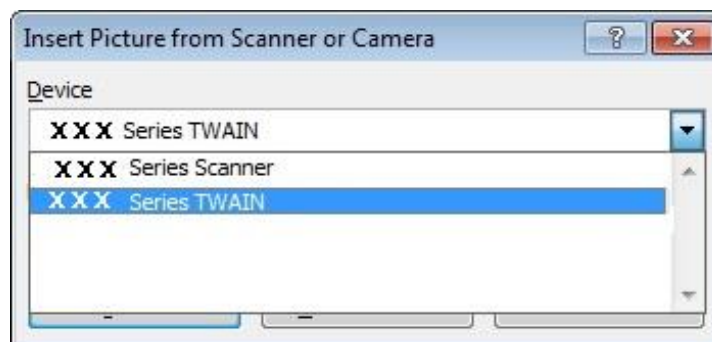 Insert Picture from Scanner or Camera
Device
XXX Series TWAIN
XXX Series Scanner
XXX Series TWAIN